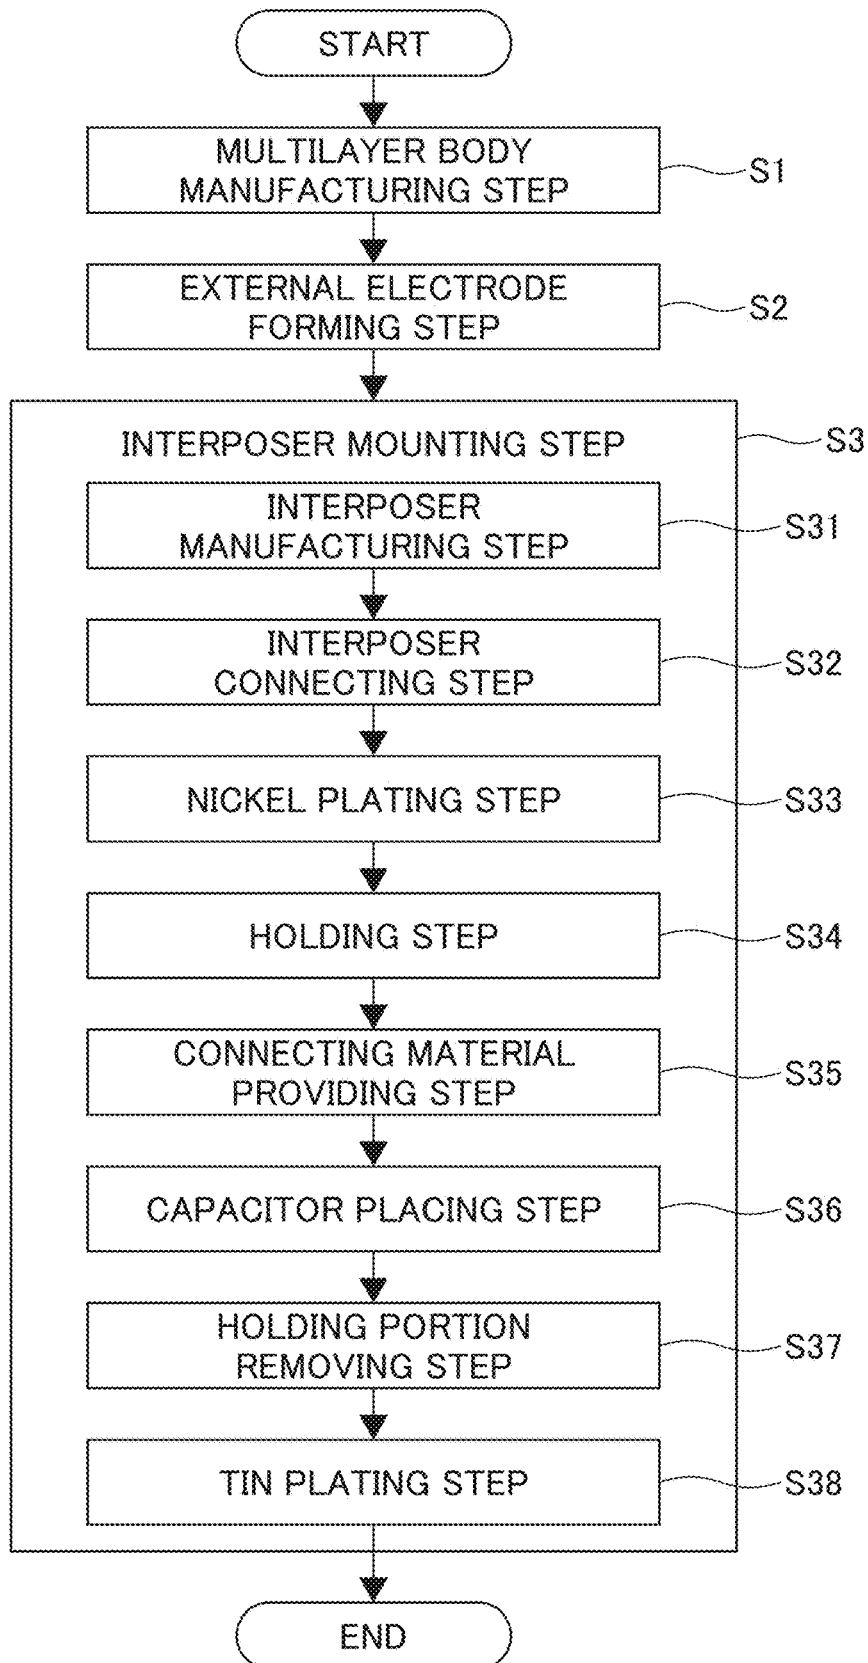 START
MULTILAYER BODY
MANUFACTURING STEP
S1
EXTERNAL ELECTRODE
FORMING STEP
S2
INTERPOSER MOUNTING STEP
S3
INTERPOSER
MANUFACTURING STEP
S31
INTERPOSER
CONNECTING STEP
S32
NICKEL PLATING STEP
S33
HOLDING STEP
S34
CONNECTING MATERIAL
PROVIDING STEP
S35
CAPACITOR PLACING STEP
S36
HOLDING PORTION
REMOVING STEP
S37
TIN PLATING STEP
S38
END